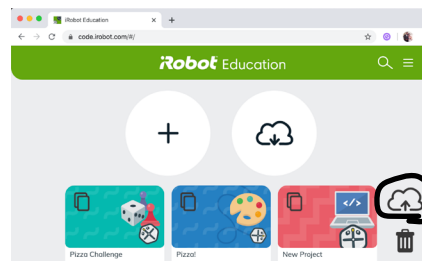 iRobot Education
code.irobot.com/#/
iRobot Education
Pizza Challenge
Pizza!
New Project